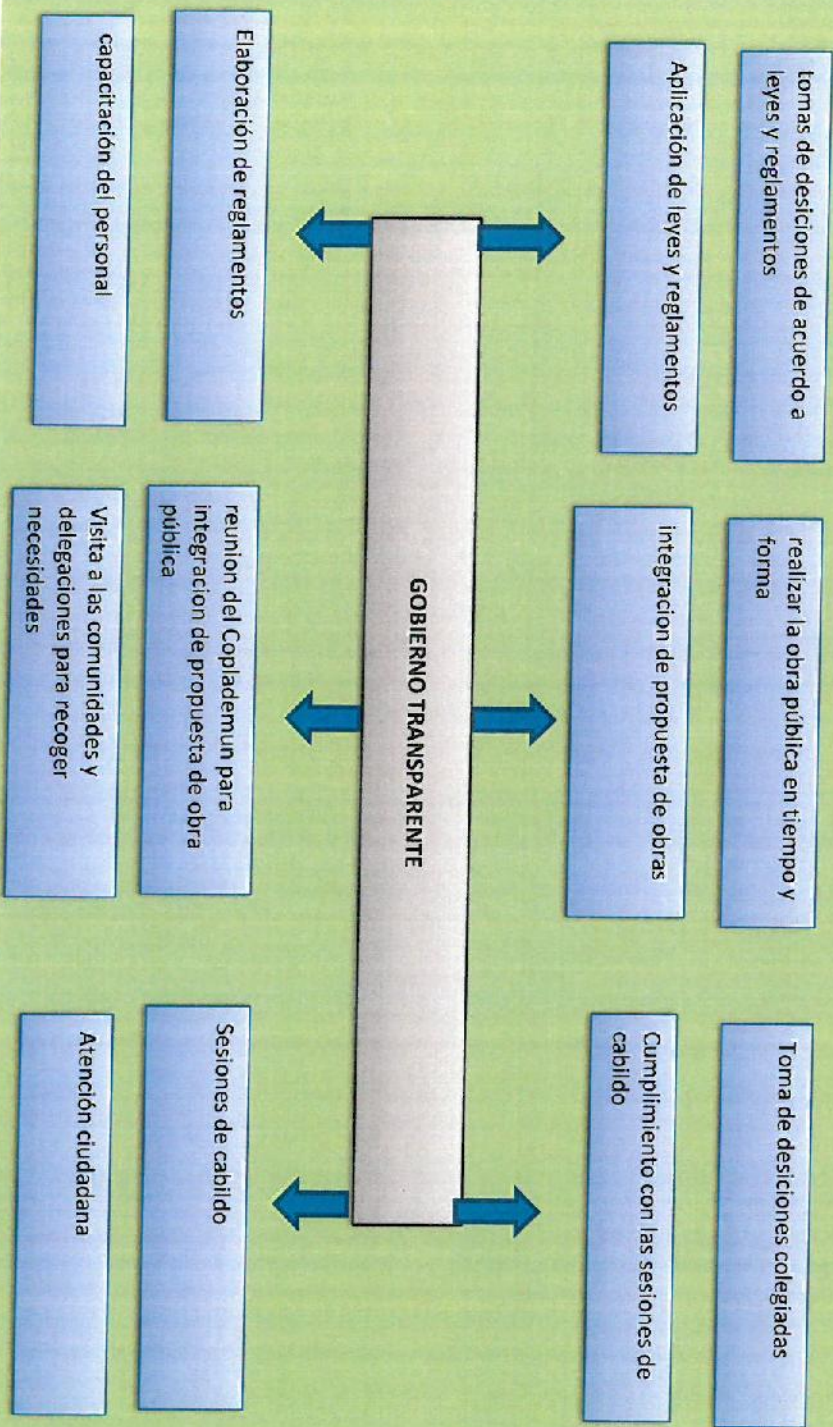 tomas de desiciones de acuerdo a
leyes y reglamentos
realizar la obra pública en tiempo y
forma
Toma de desiciones colegiadas
Aplicación de leyes y reglamentos
integracion de propuesta de obras
Cumplimiento con las sesiones de
cabildo
GOBIERNO TRANSPARENTE
Elaboración de reglamentos
reunion del Coplademun para
integracion de propuesta de obra
pública
Sesiones de cabildo
capacitación del personal
Visita a las comunidades y
delegaciones para recoger
necesidades
Atención ciudadana